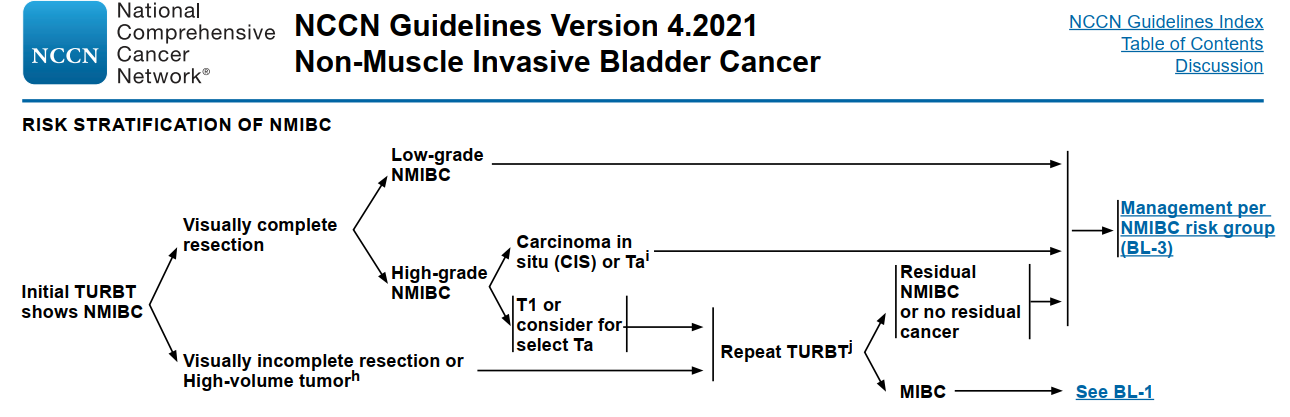 National
Comprehensive
Cancer
Network®
NCCN
NCCN Guidelines Version 4.2021
Non-Muscle Invasive Bladder Cancer
NCCN Guidelines Index
Table of Contents
Discussion
RISK STRATIFICATION OF NMIBC
Initial TURBT
shows NMIBC
Visually complete
resection
Low-grade
NMIBC
High-grade
NMIBC
Carcinoma in
situ (CIS) or Taⁱ
T1 or
consider for
select Ta
Visually incomplete resection or
High-volume tumorʰ
Repeat TURBTʲ
Residual
NMIBC
or no residual
cancer
MIBC
See BL-1
Management per
NMIBC risk group
(BL-3)